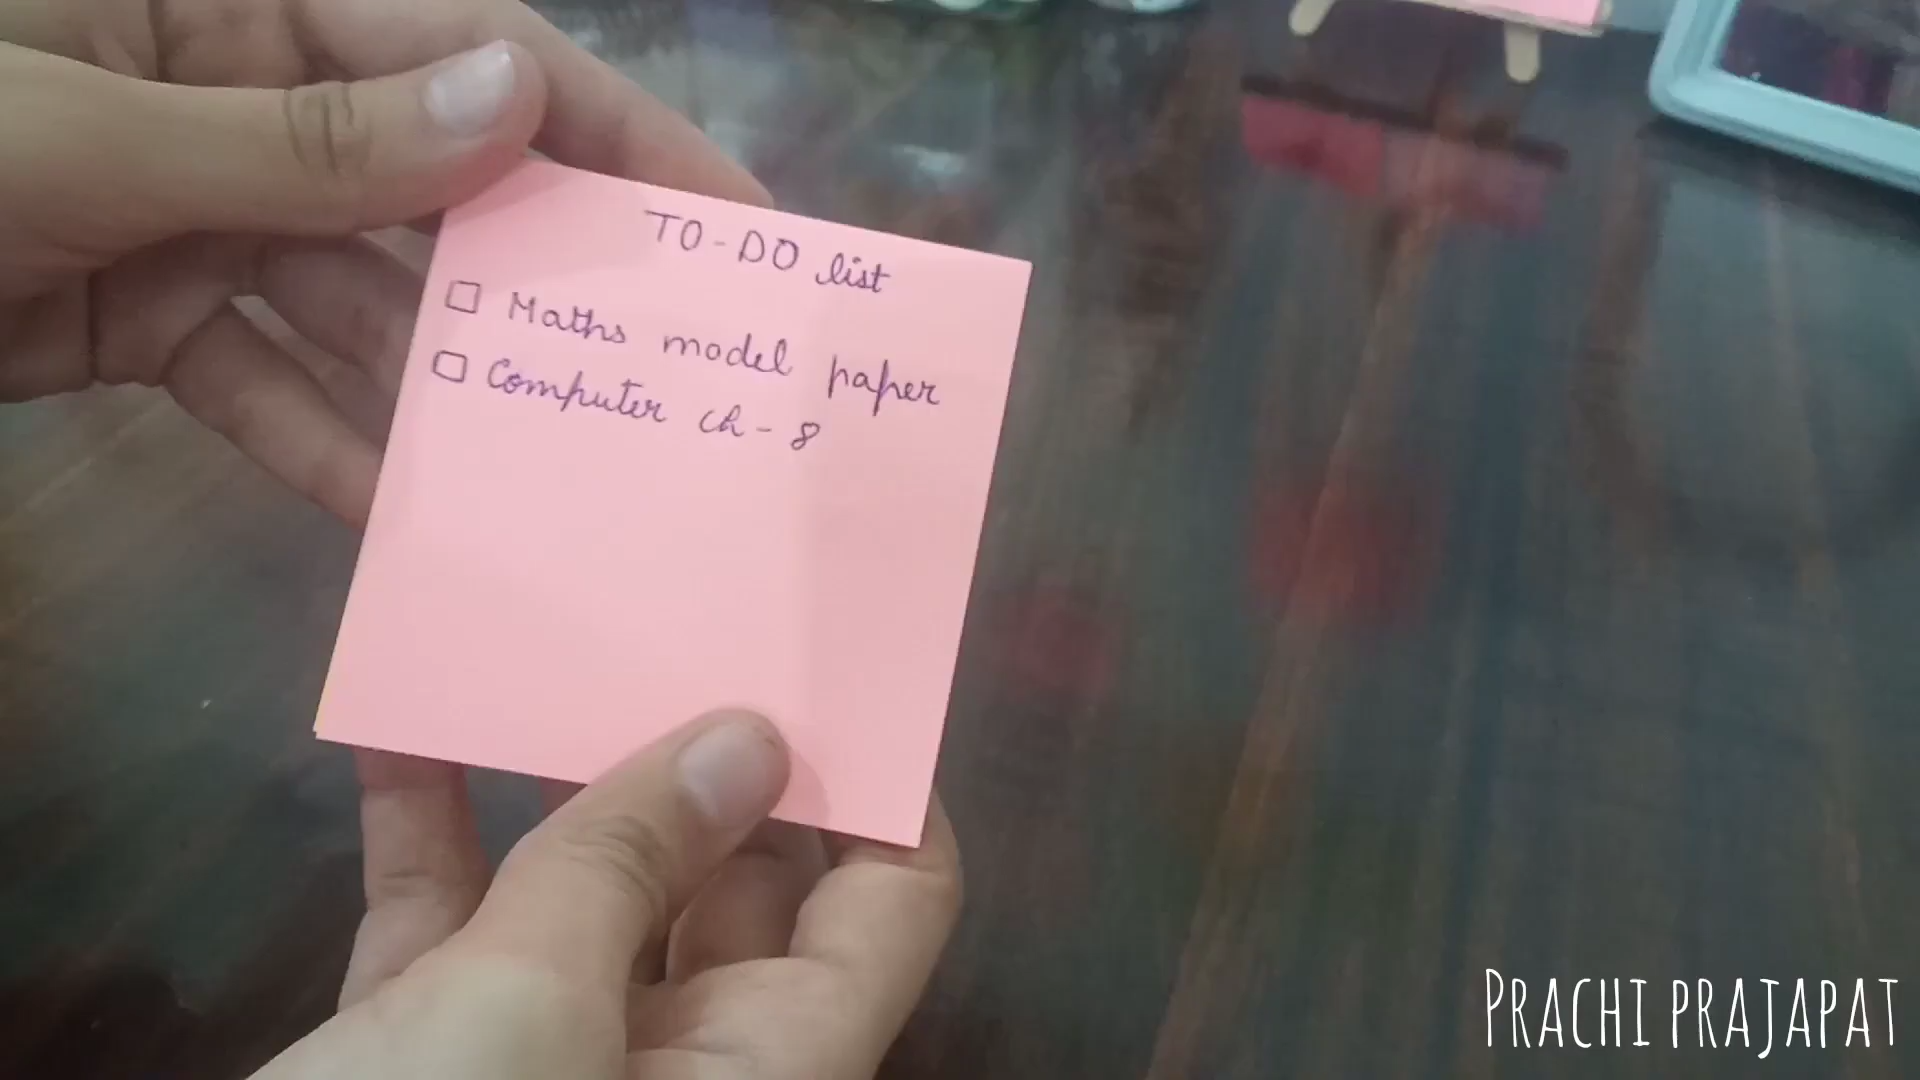 TO-DO list
☐ Maths model paper
☐ Computer ch - 8
PRACHI PRAJAPAT